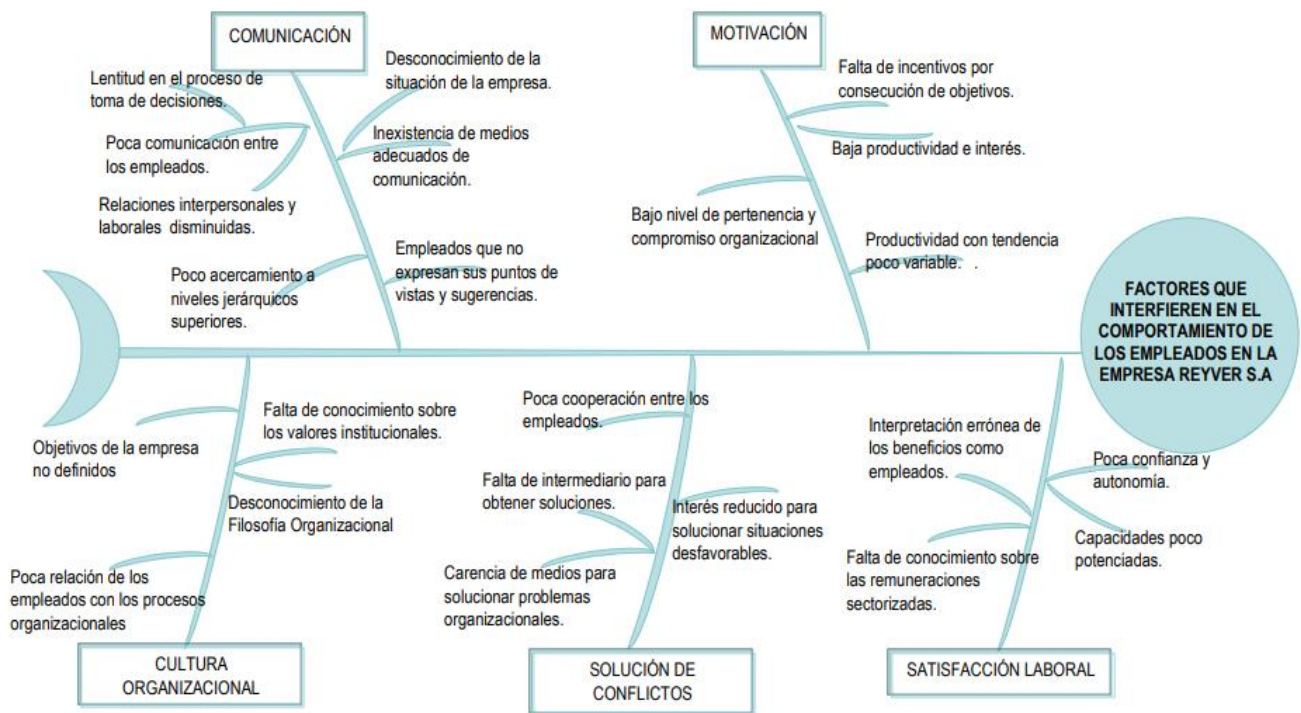 COMUNICACIÓN
Lentitud en el proceso de
toma de decisiones.
Poca comunicación entre
los empleados.
Relaciones interpersonales y
laborales disminuidas.
Poco acercamiento a
niveles jerárquicos
superiores.
Desconocimiento de la
situación de la empresa.
Inexistencia de medios
adecuados de
comunicación.
Empleados que no
expresan sus puntos de
vistas y sugerencias.
MOTIVACIÓN
Falta de incentivos por
consecución de objetivos.
Baja productividad e interés.
Bajo nivel de pertenencia y
compromiso organizacional
Productividad con tendencia
poco variable. .
FACTORES QUE
INTERFIEREN EN EL
COMPORTAMIENTO DE
LOS EMPLEADOS EN LA
EMPRESA REYVER S.A
Objetivos de la empresa
no definidos
Falta de conocimiento sobre
los valores institucionales.
Desconocimiento de la
Filosofía Organizacional
Poca relación de los
empleados con los procesos
organizacionales
CULTURA
ORGANIZACIONAL
Poca cooperación entre los
empleados.
Falta de intermediario para
obtener soluciones.
Interés reducido para
solucionar situaciones
desfavorables.
Carencia de medios para
solucionar problemas
organizacionales.
SOLUCIÓN DE
CONFLICTOS
Interpretación errónea de
los beneficios como
empleados.
Poca confianza y
autonomía.
Capacidades poco
potenciadas.
Falta de conocimiento sobre
las remuneraciones
sectorizadas.
SATISFACCIÓN LABORAL